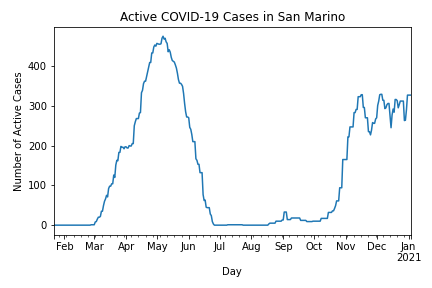 Active COVID-19 Cases in San Marino
Number of Active Cases
400
300
200
100
0
Feb Mar Apr May Jun Jul Aug Sep Oct Nov Dec Jan
2021
Day